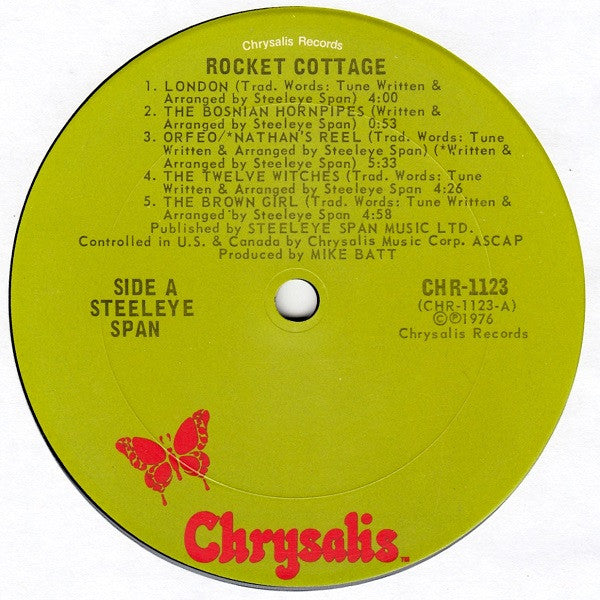 Chrysalis Records
ROCKET COTTAGE
1. LONDON (Trad. Words: Tune Written &
Arranged by Steeleye Span) 4:00
2. THE BOSNIAN HORNPIPES (Written &
Arranged by Steeleye Span) 0:53
3. ORFEO/*NATHAN'S REEL (Trad. Words: Tune
Written & Arranged by Steeleye Span) (*Written &
Arranged by Steeleye Span) 5:33
4. THE TWELVE WITCHES (Trad. Words: Tune
Written & Arranged by Steeleye Span 4:26
5. THE BROWN GIRL (Trad. Words: Tune Written &
Arranged by Steeleye Span 4:58
Published by STEELEYE SPAN MUSIC LTD.
Controlled in U.S. & Canada by Chrysalis Music Corp. ASCAP
Produced by MIKE BATT
SIDE A
STEELEYE
SPAN
CHR-1123
(CHR-1123-A)
©℗1976
Chrysalis Records
Chrysalis™